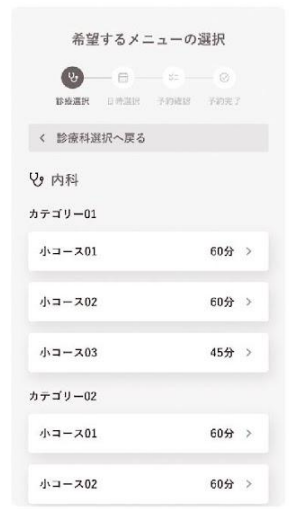 希望するメニューの選択
診療選択 日時選択 予約確認 予約完了
< 診療科選択へ戻る
内科
カテゴリー01
小コース01 60分 >
小コース02 60分 >
小コース03 45分 >
カテゴリー02
小コース01 60分 >
小コース02 60分 >